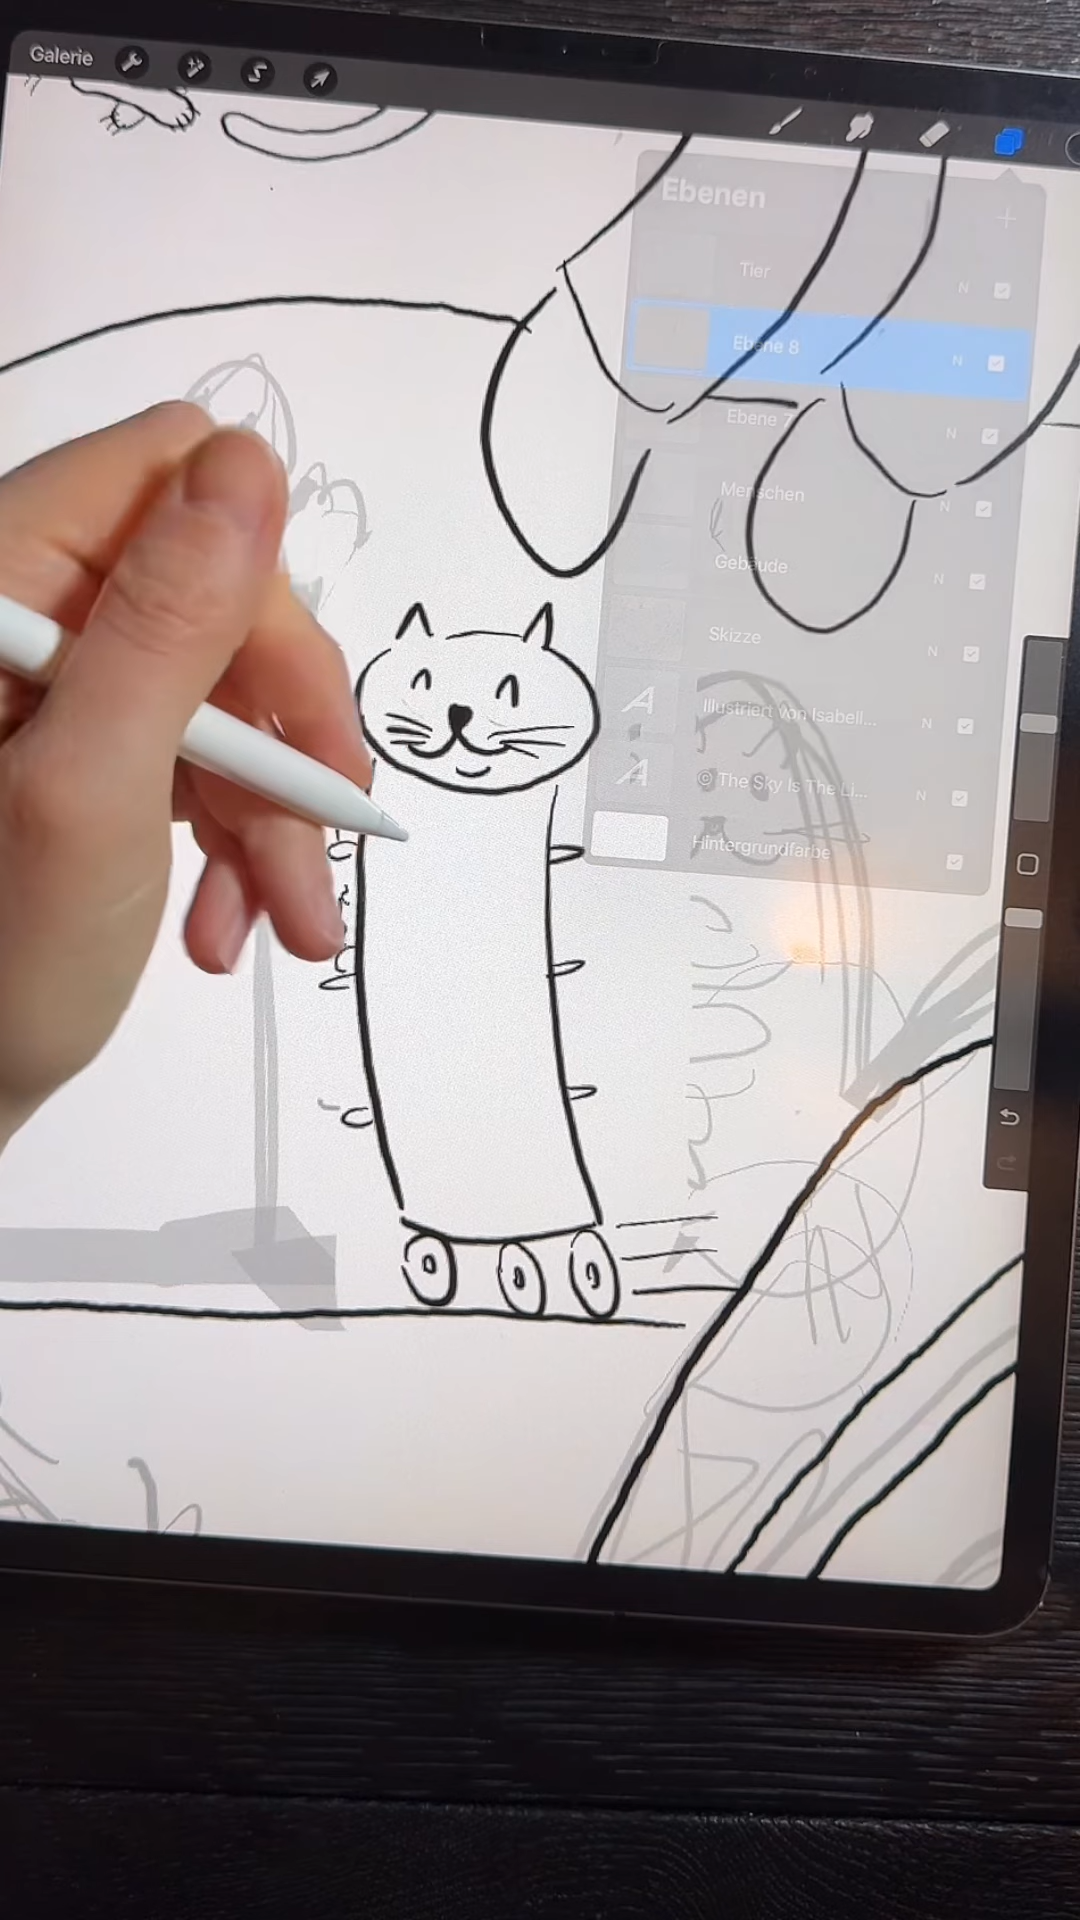 Galerie
Ebenen
Tier
N
Ebene 8
N
Ebene 7
N
Menschen
N
Gebäude
N
Skizze
N
Illustriert von Isabell...
N
© The Sky Is The Li...
N
Hintergrundfarbe